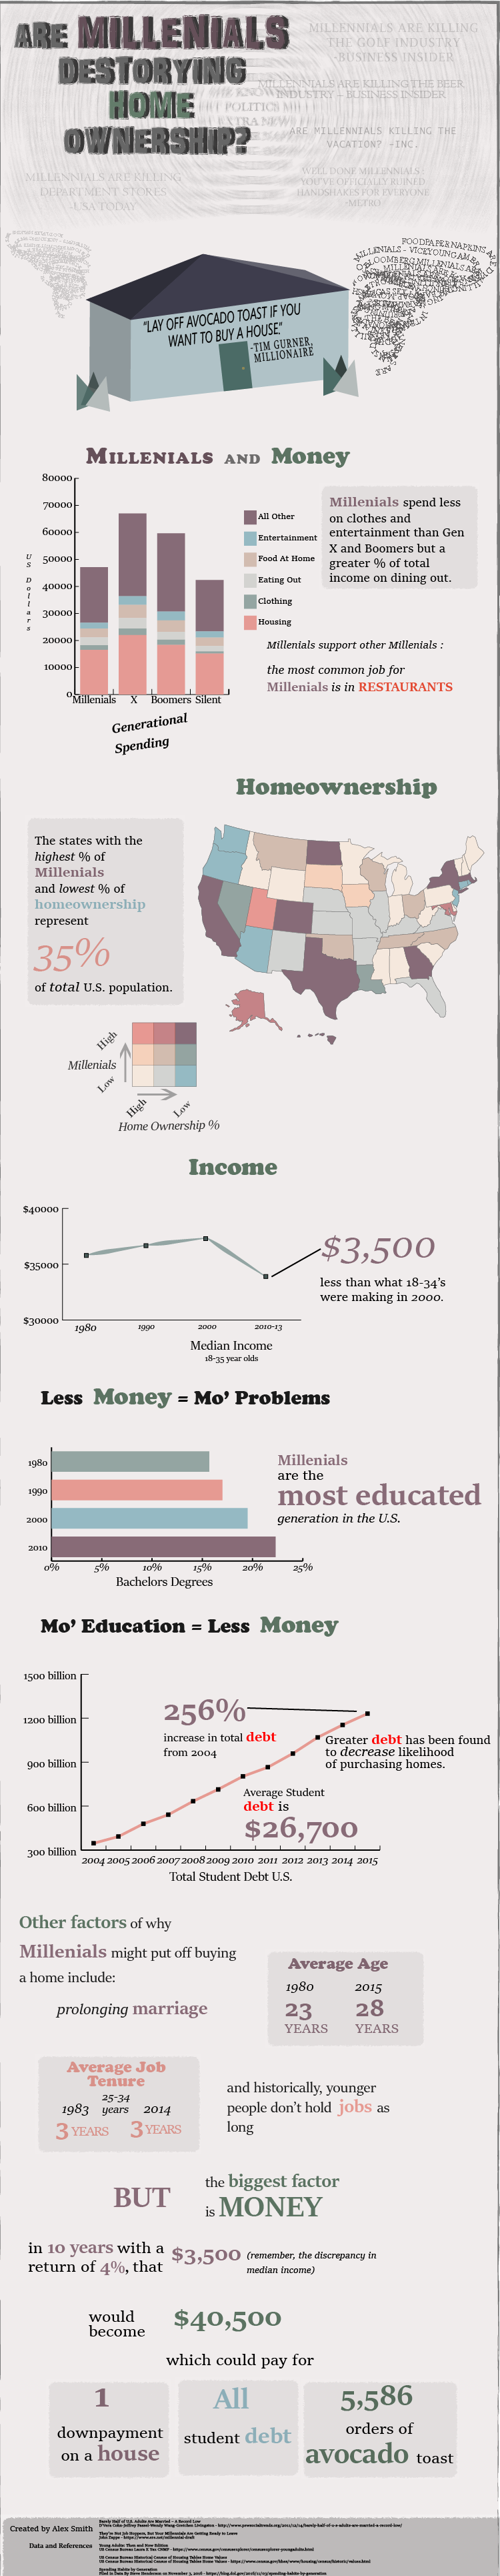 ARE MILLENIALS
DESTORYING
HOME
OWNERSHIP?
MILLENNIALS ARE KILLING
THE GOLF INDUSTRY
-BUSINESS INSIDER
MILLENNIALS ARE KILLING THE BEER
INDUSTRY – BUSINESS INSIDER
POLITICS
EXTRA NEW
ARE MILLENNIALS KILLING THE
VACATION? -INC.
MILLENNIALS ARE KILLING
DEPARTMENT STORES
-USA TODAY
WELL DONE MILLENNIALS :
YOU'VE OFFICIALLY RUINED
HANDSHAKES FOR EVERYONE
-METRO
"LAY OFF AVOCADO TOAST IF YOU
WANT TO BUY A HOUSE."
-TIM GURNER,
MILLIONAIRE
MILLENIALS AND Money
80000
70000
60000
50000
40000
30000
20000
10000
0
US Dollars
Millenials X Boomers Silent
Generational
Spending
All Other
Entertainment
Food At Home
Eating Out
Clothing
Housing
Millenials spend less
on clothes and
entertainment than Gen
X and Boomers but a
greater % of total
income on dining out.
Millenials support other Millenials :
the most common job for
Millenials is in RESTAURANTS
Homeownership
The states with the
highest % of
Millenials
and lowest % of
homeownership
represent
35%
of total U.S. population.
High
Millenials
Low
High Low
Home Ownership %
Income
$40000
$35000
$30000
1980 1990 2000 2010-13
Median Income
18-35 year olds
$3,500
less than what 18-34's
were making in 2000.
Less Money = Mo' Problems
1980
1990
2000
2010
0% 5% 10% 15% 20% 25%
Bachelors Degrees
Millenials
are the
most educated
generation in the U.S.
Mo' Education = Less Money
1500 billion
1200 billion
900 billion
600 billion
300 billion
2004 2005 2006 2007 2008 2009 2010 2011 2012 2013 2014 2015
Total Student Debt U.S.
256%
increase in total debt
from 2004
Greater debt has been found
to decrease likelihood
of purchasing homes.
Average Student
debt is
$26,700
Other factors of why
Millenials might put off buying
a home include:
prolonging marriage
Average Age
1980 2015
23 28
YEARS YEARS
Average Job
Tenure
25-34
1983 years 2014
3 YEARS 3 YEARS
and historically, younger
people don't hold jobs as
long
BUT
the biggest factor
is MONEY
in 10 years with a
return of 4%, that
$3,500 (remember, the discrepancy in
median income)
would
become
$40,500
which could pay for
1
downpayment
on a house
All
student debt
5,586
orders of
avocado toast
Created by Alex Smith
Data and References